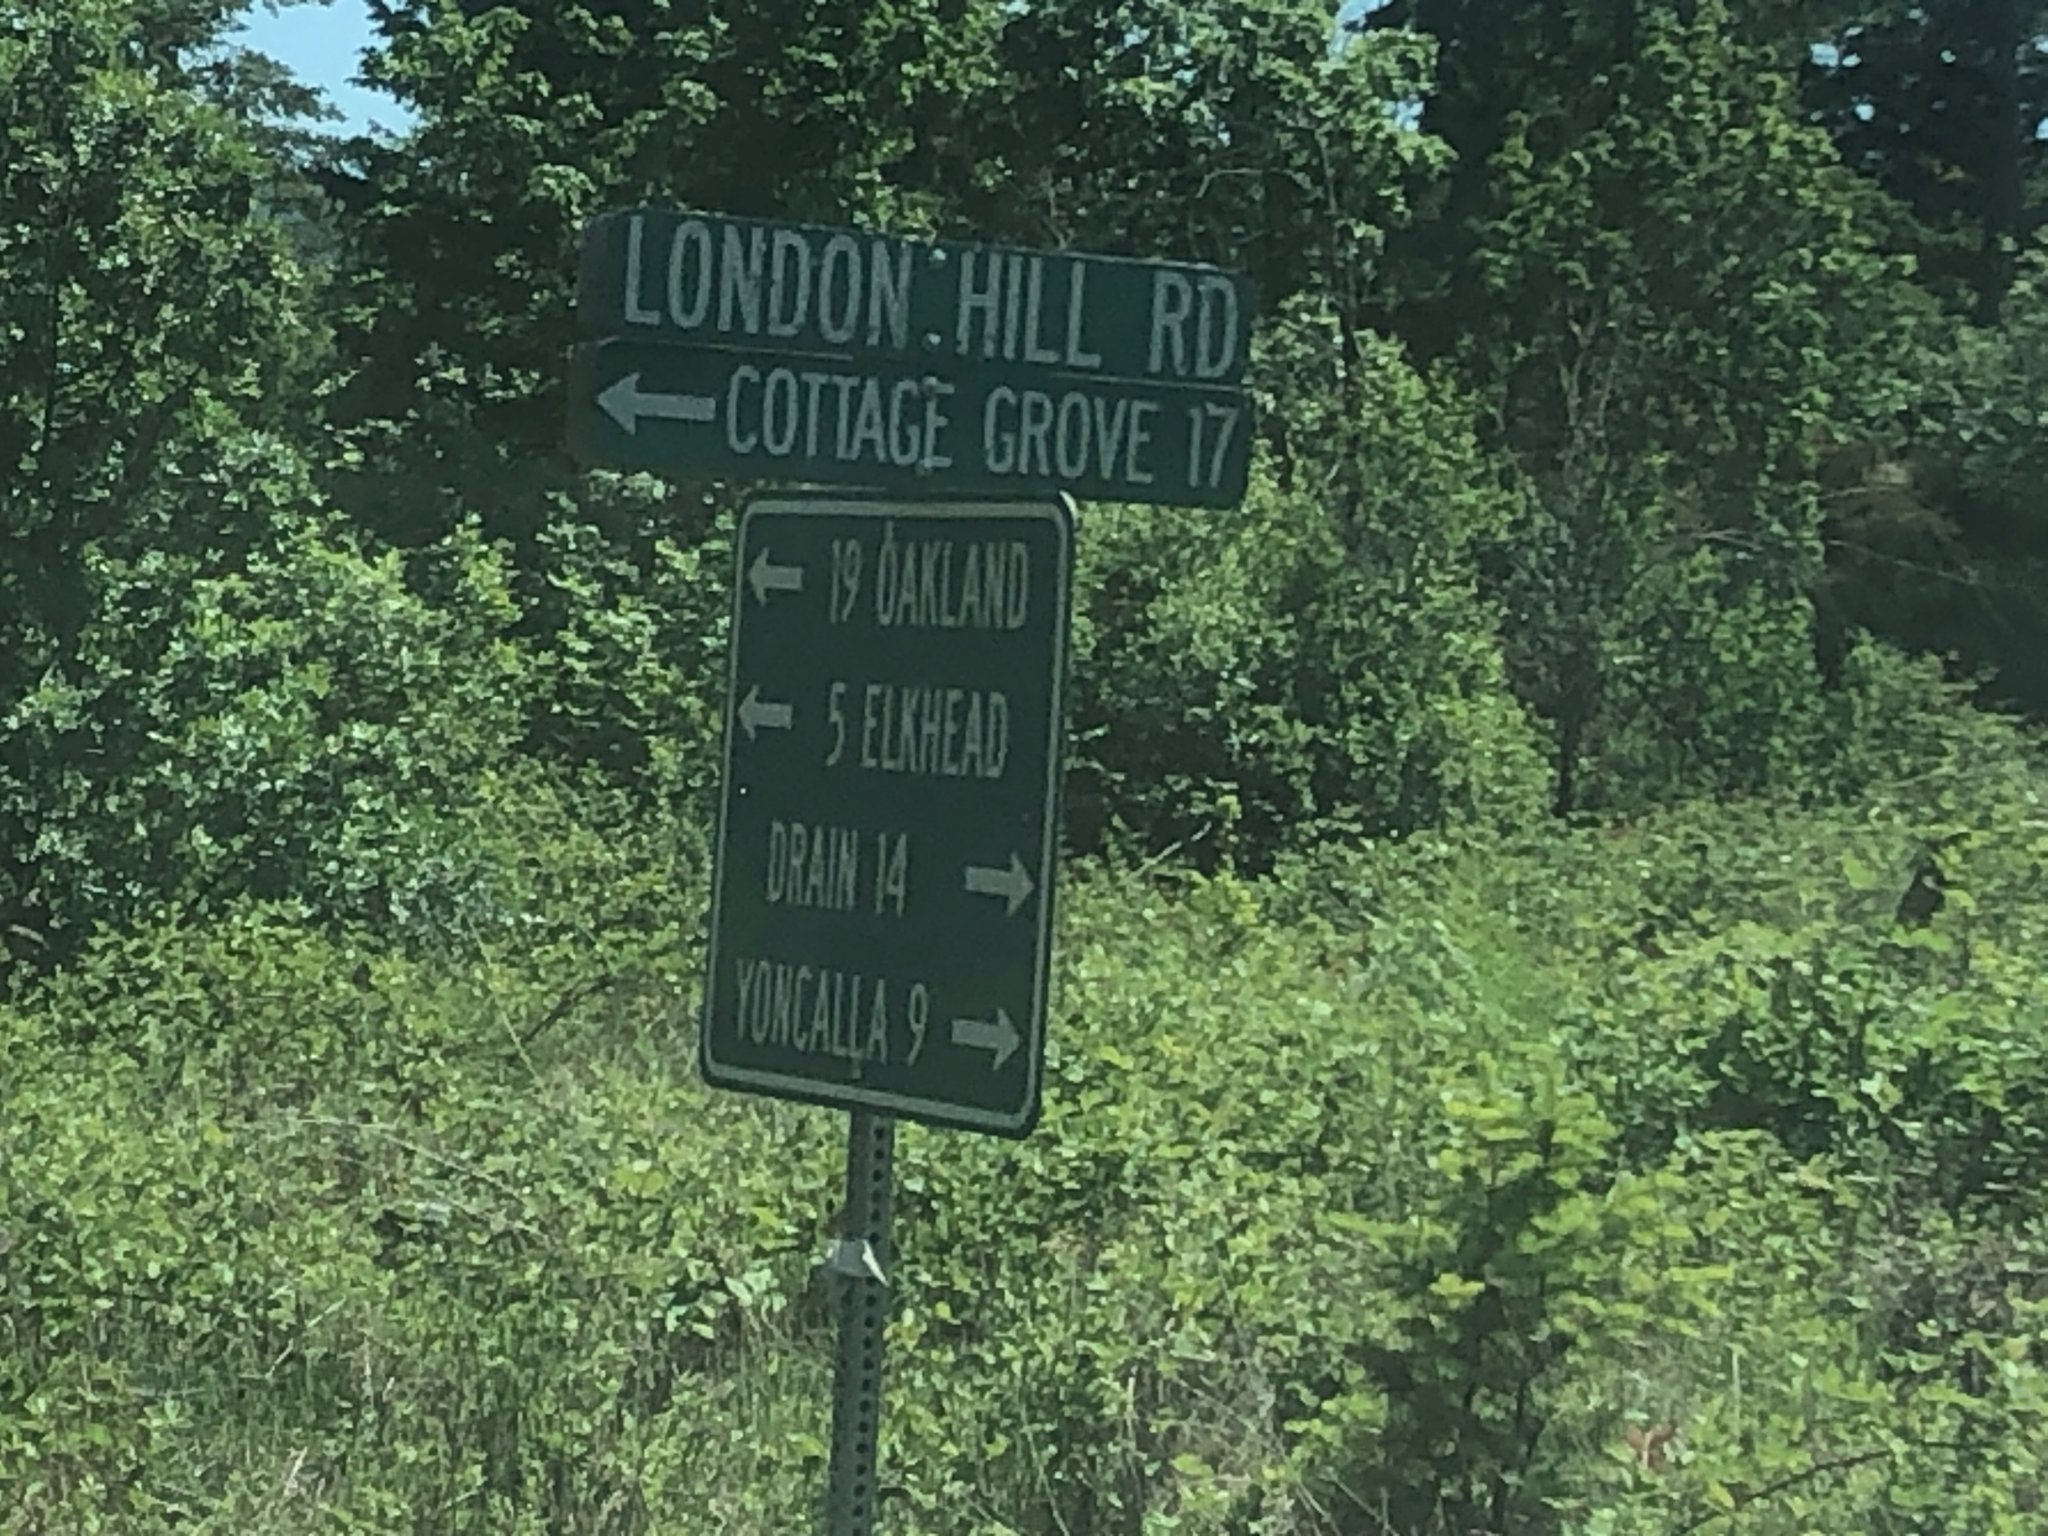 LONDON HILL RD
← COTTAGE GROVE 17
← 19 OAKLAND
← 5 ELKHEAD
DRAIN 14 →
YONCALLA 9 →